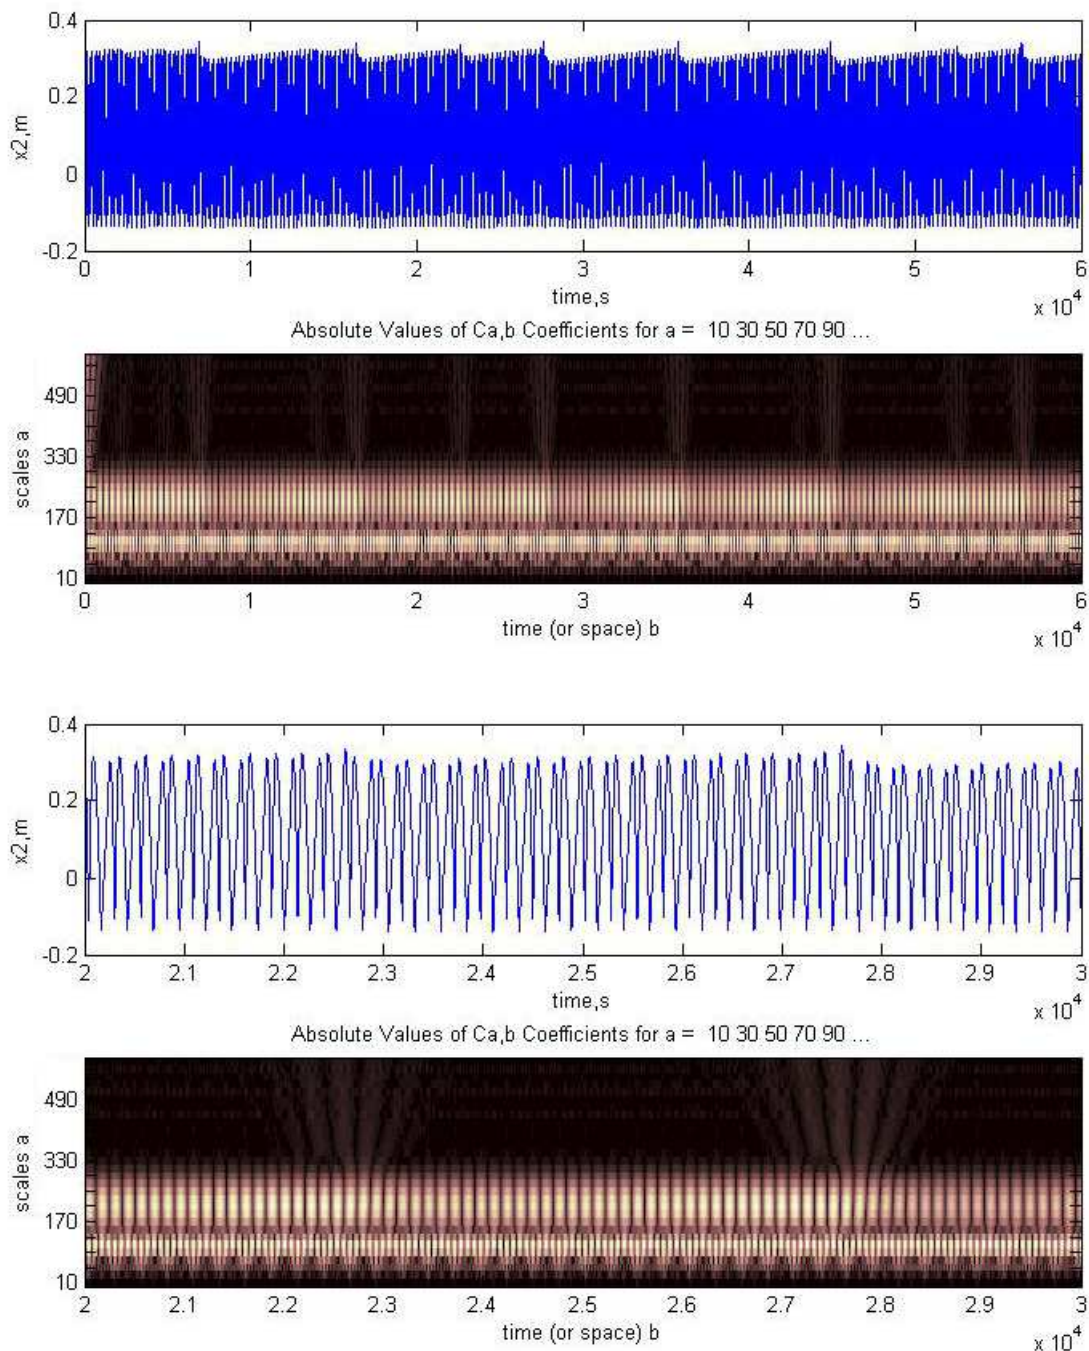 0.4
0.2
0
-0.2
x2,m
0 1 2 3 4 5 6
time,s
x 10^4
Absolute Values of Ca,b Coefficients for a = 10 30 50 70 90 ...
490
330
170
10
scales a
0 1 2 3 4 5 6
time (or space) b
x 10^4
0.4
0.2
0
-0.2
x2,m
2 2.1 2.2 2.3 2.4 2.5 2.6 2.7 2.8 2.9 3
time,s
x 10^4
Absolute Values of Ca,b Coefficients for a = 10 30 50 70 90 ...
490
330
170
10
scales a
2 2.1 2.2 2.3 2.4 2.5 2.6 2.7 2.8 2.9 3
time (or space) b
x 10^4